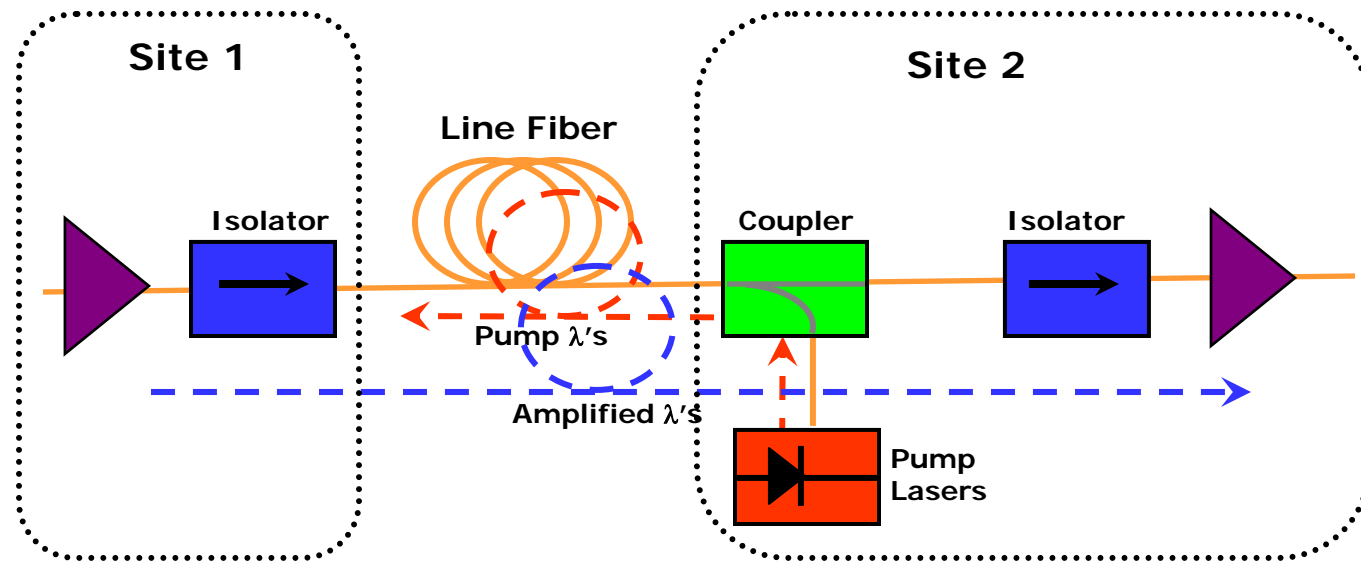 Site 1
Site 2
Line Fiber
Isolator
Coupler
Isolator
Pump λ's
Amplified λ's
Pump
Lasers